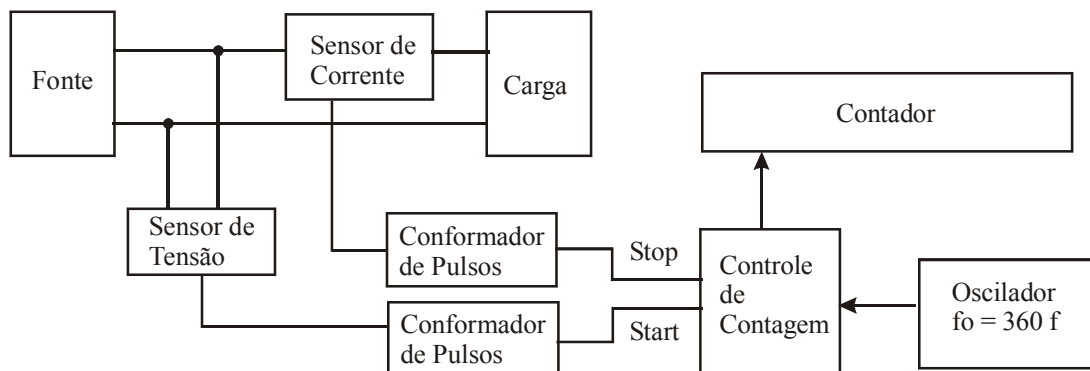 Fonte
Sensor de
Corrente
Carga
Contador
Sensor de
Tensão
Conformador
de Pulsos
Stop
Controle
de
Contagem
Oscilador
fo = 360 f
Conformador
de Pulsos
Start